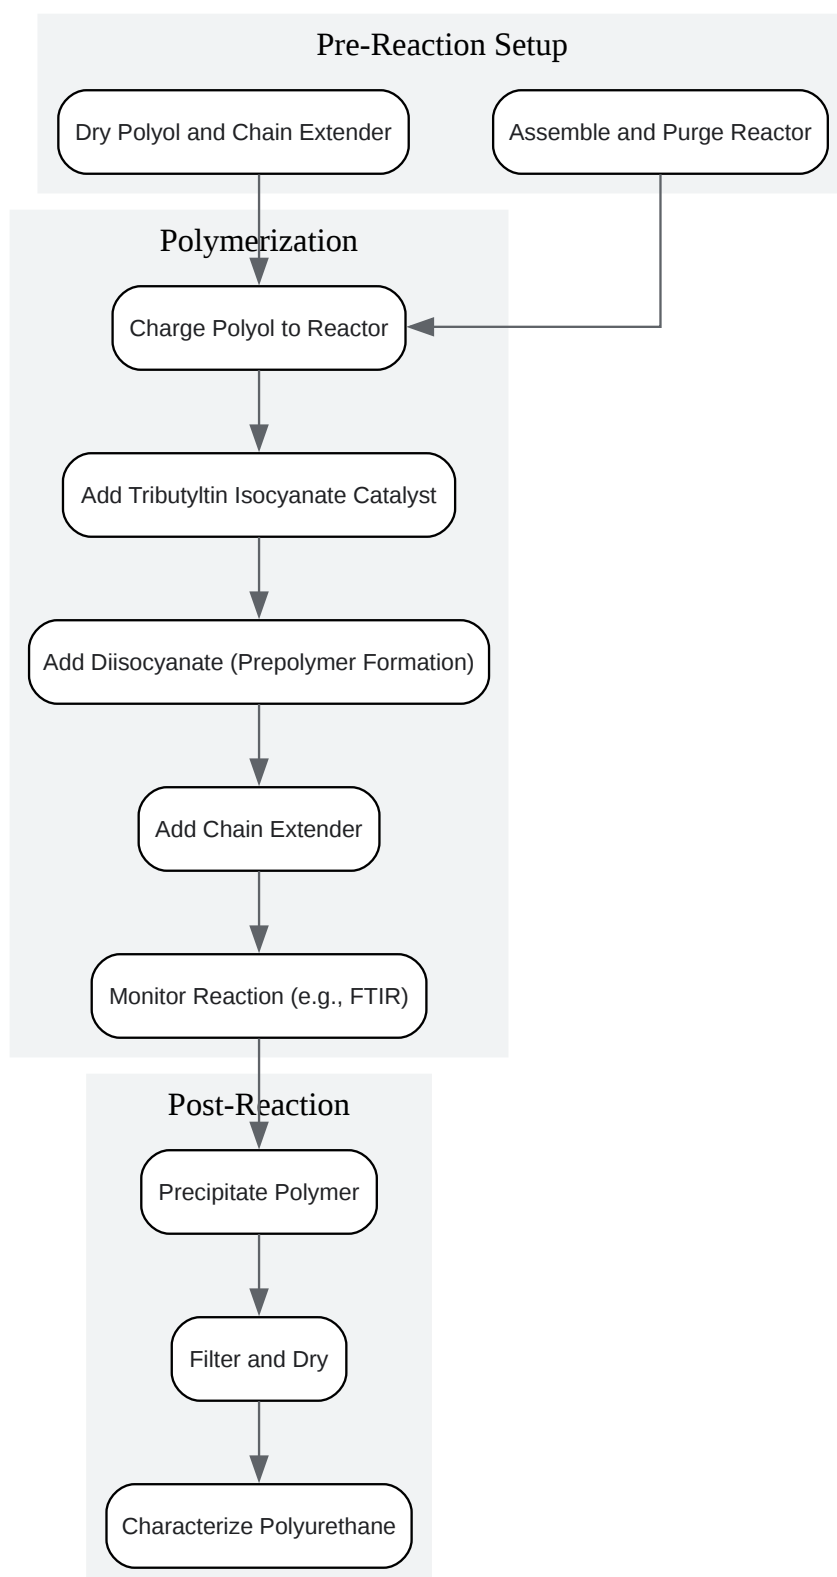 Pre-Reaction Setup
Dry Polyol and Chain Extender
Assemble and Purge Reactor
Polymerization
Charge Polyol to Reactor
Add Tributyltin Isocyanate Catalyst
Add Diisocyanate (Prepolymer Formation)
Add Chain Extender
Monitor Reaction (e.g., FTIR)
Post-Reaction
Precipitate Polymer
Filter and Dry
Characterize Polyurethane